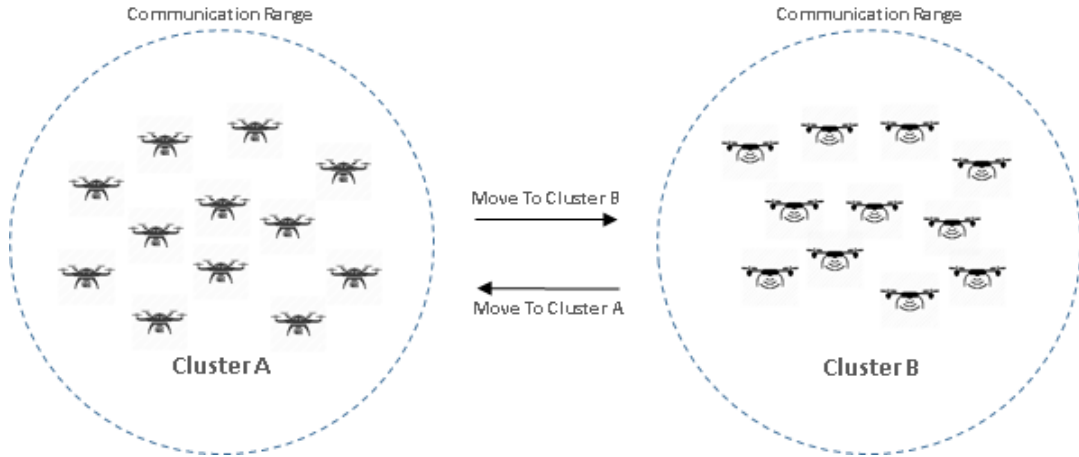 Communication Range
Communication Range
Move To Cluster B
Move To Cluster A
Cluster A
Cluster B